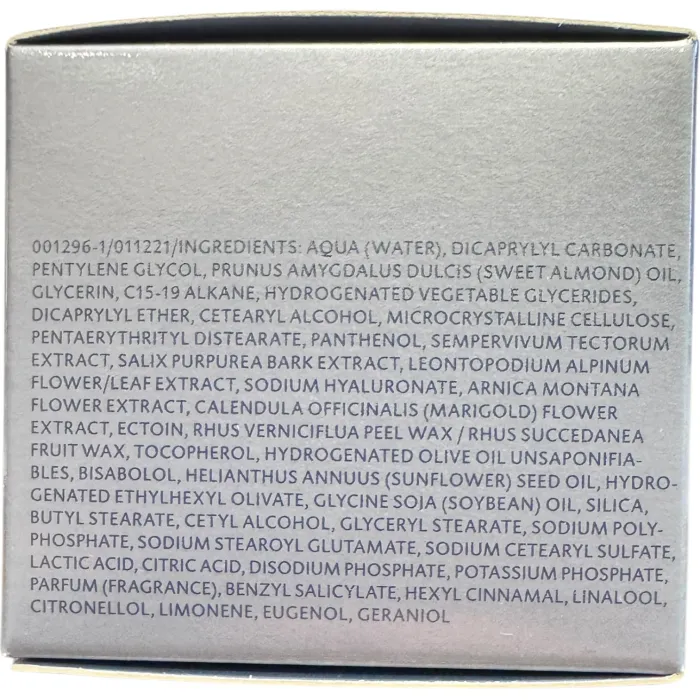 001296-1/011221/INGREDIENTS: AQUA (WATER), DICAPRYLYL CARBONATE,
PENTYLENE GLYCOL, PRUNUS AMYGDALUS DULCIS (SWEET ALMOND) OIL,
GLYCERIN, C15-19 ALKANE, HYDROGENATED VEGETABLE GLYCERIDES,
DICAPRYLYL ETHER, CETEARYL ALCOHOL, MICROCRYSTALLINE CELLULOSE,
PENTAERYTHRITYL DISTEARATE, PANTHENOL, SEMPERVIVUM TECTORUM
EXTRACT, SALIX PURPUREA BARK EXTRACT, LEONTOPODIUM ALPINUM
FLOWER/LEAF EXTRACT, SODIUM HYALURONATE, ARNICA MONTANA
FLOWER EXTRACT, CALENDULA OFFICINALIS (MARIGOLD) FLOWER
EXTRACT, ECTOIN, RHUS VERNICIFLUA PEEL WAX / RHUS SUCCEDANEA
FRUIT WAX, TOCOPHEROL, HYDROGENATED OLIVE OIL UNSAPONIFIA-
BLES, BISABOLOL, HELIANTHUS ANNUUS (SUNFLOWER) SEED OIL, HYDRO-
GENATED ETHYLHEXYL OLIVATE, GLYCINE SOJA (SOYBEAN) OIL, SILICA,
BUTYL STEARATE, CETYL ALCOHOL, GLYCERYL STEARATE, SODIUM POLY-
PHOSPHATE, SODIUM STEAROYL GLUTAMATE, SODIUM CETEARYL SULFATE,
LACTIC ACID, CITRIC ACID, DISODIUM PHOSPHATE, POTASSIUM PHOSPHATE,
PARFUM (FRAGRANCE), BENZYL SALICYLATE, HEXYL CINNAMAL, LINALOOL,
CITRONELLOL, LIMONENE, EUGENOL, GERANIOL